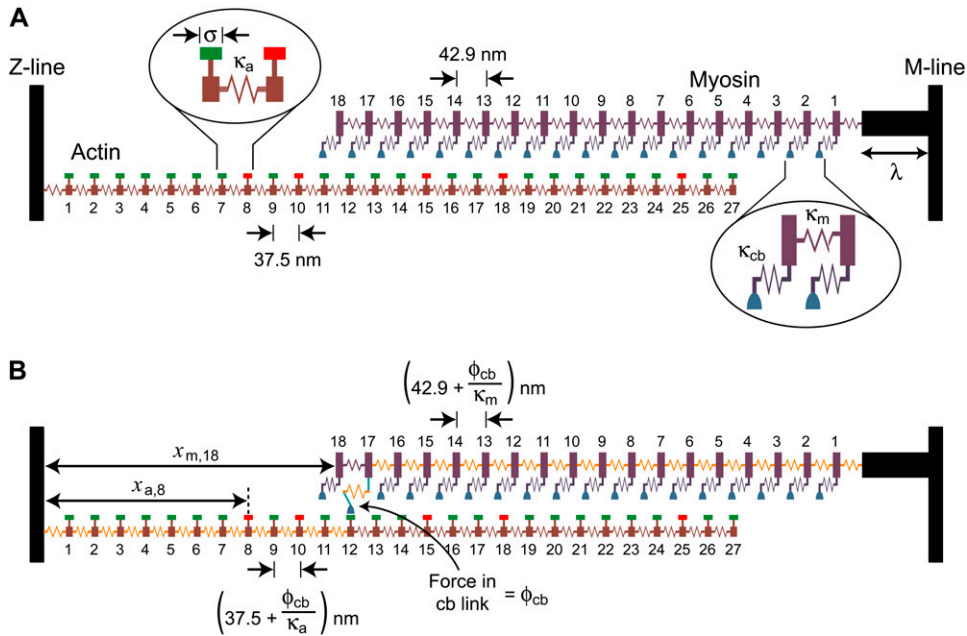 A
Z-line
σ
κa
42.9 nm
Myosin
M-line
18 17 16 15 14 13 12 11 10 9 8 7 6 5 4 3 2 1
Actin
λ
1 2 3 4 5 6 7 8 9 10 11 12 13 14 15 16 17 18 19 20 21 22 23 24 25 26 27
37.5 nm
κm
κcb
B
(42.9 + ϕcb/κm) nm
18 17 16 15 14 13 12 11 10 9 8 7 6 5 4 3 2 1
xm,18
xa,8
1 2 3 4 5 6 7 8 9 10 11 12 13 14 15 16 17 18 19 20 21 22 23 24 25 26 27
(37.5 + ϕcb/κa) nm
Force in
cb link = ϕcb